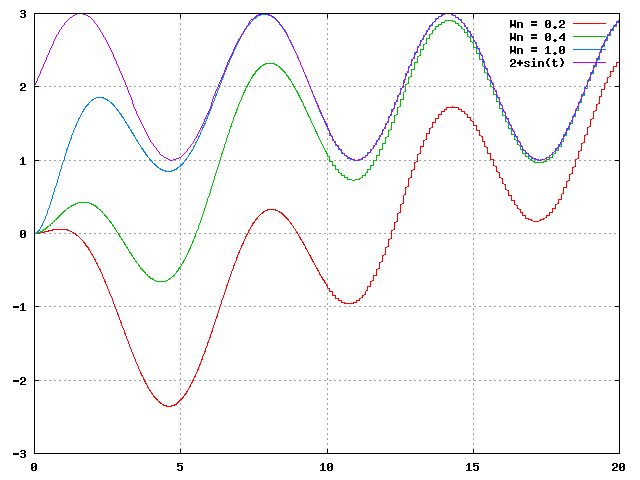 3
2
1
0
-1
-2
-3
0 5 10 15 20
Wn = 0.2
Wn = 0.4
Wn = 1.0
2+sin(t)